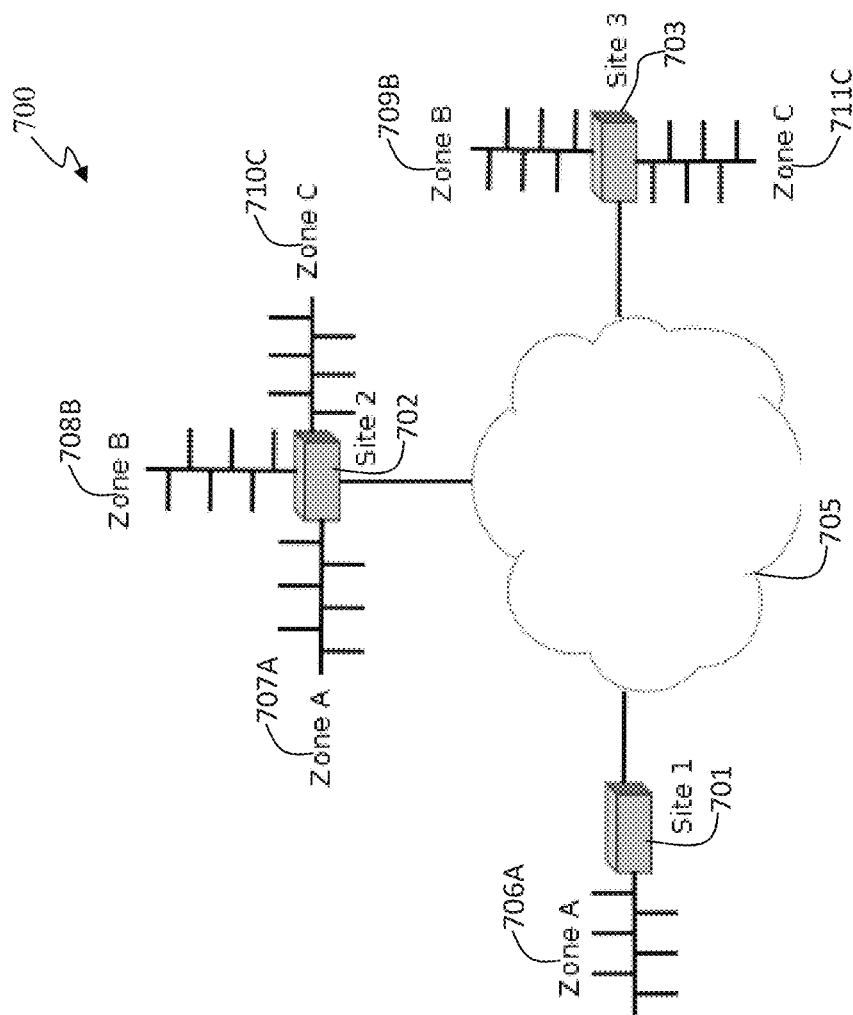 700
708B
Zone B
710C
Zone C
707A
Zone A
Site 2
702
709B
Zone B
Site 3
703
706A
Zone A
Site 1
701
705
Zone C
711C